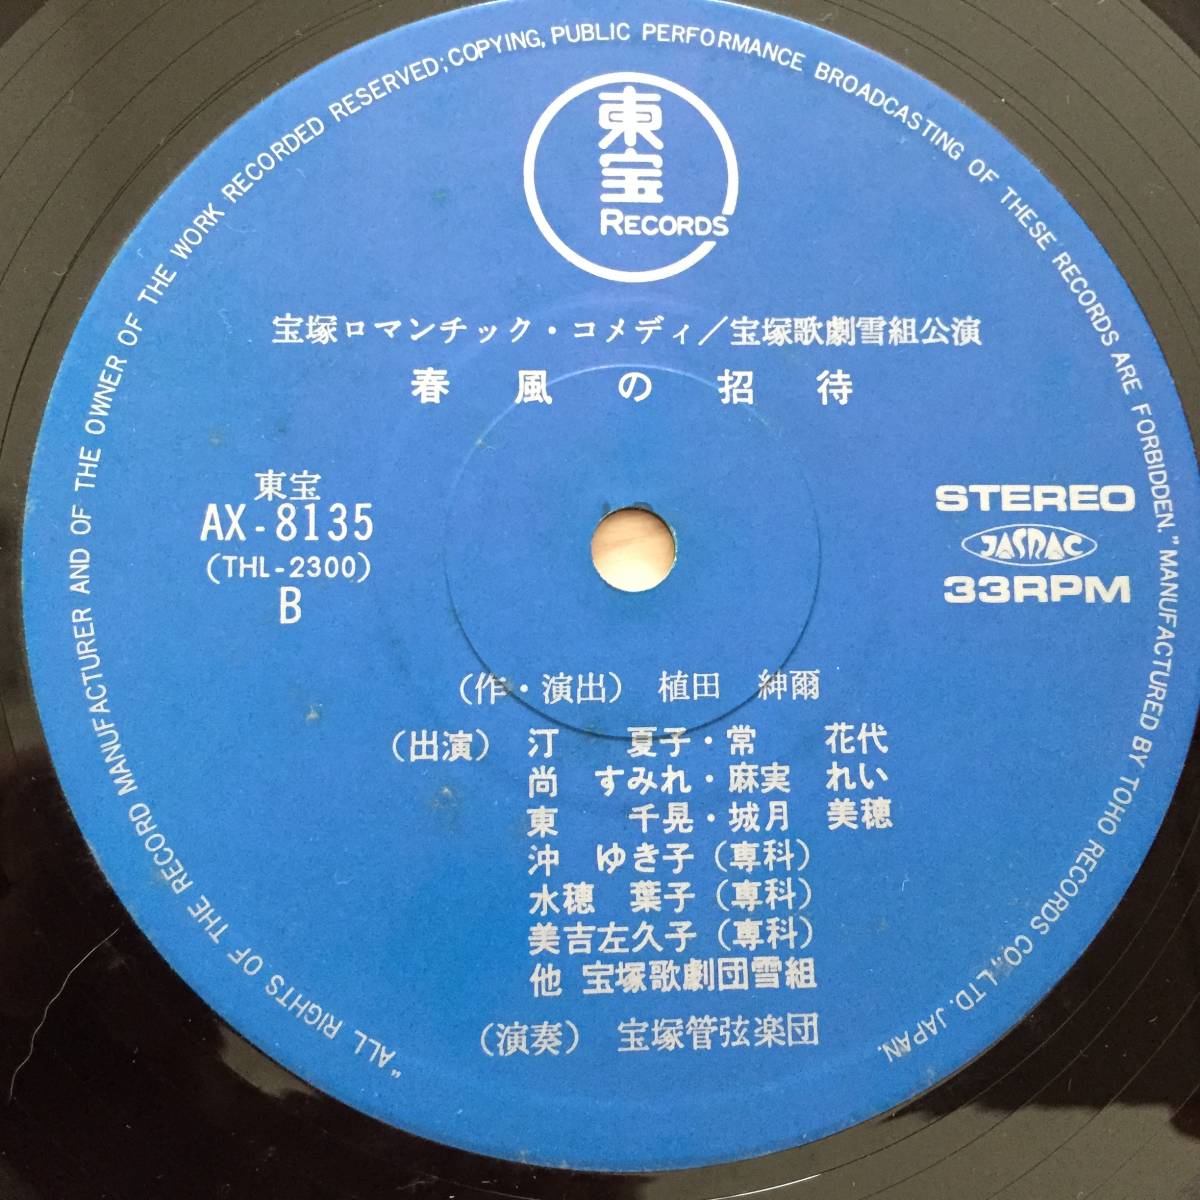 東宝
RECORDS
宝塚ロマンチック・コメディ／宝塚歌劇雪組公演
春風の招待
東宝
AX-8135
(THL-2300)
B
STEREO
JASRAC
33RPM
(作・演出) 植田 紳爾
(出演) 汀 夏子・常 花代
尚 すみれ・麻実 れい
東 千晃・城月 美穂
沖 ゆき子(専科)
水穂 葉子(専科)
美吉左久子(専科)
他 宝塚歌劇団雪組
(演奏) 宝塚管弦楽団
"ALL RIGHTS OF THE RECORD MANUFACTURER AND OF THE OWNER OF THE WORK RECORDED RESERVED; COPYING, PUBLIC PERFORMANCE BROADCASTING OF THESE RECORDS ARE FORBIDDEN." MANUFACTURED BY TOHO RECORDS CO., LTD. JAPAN.